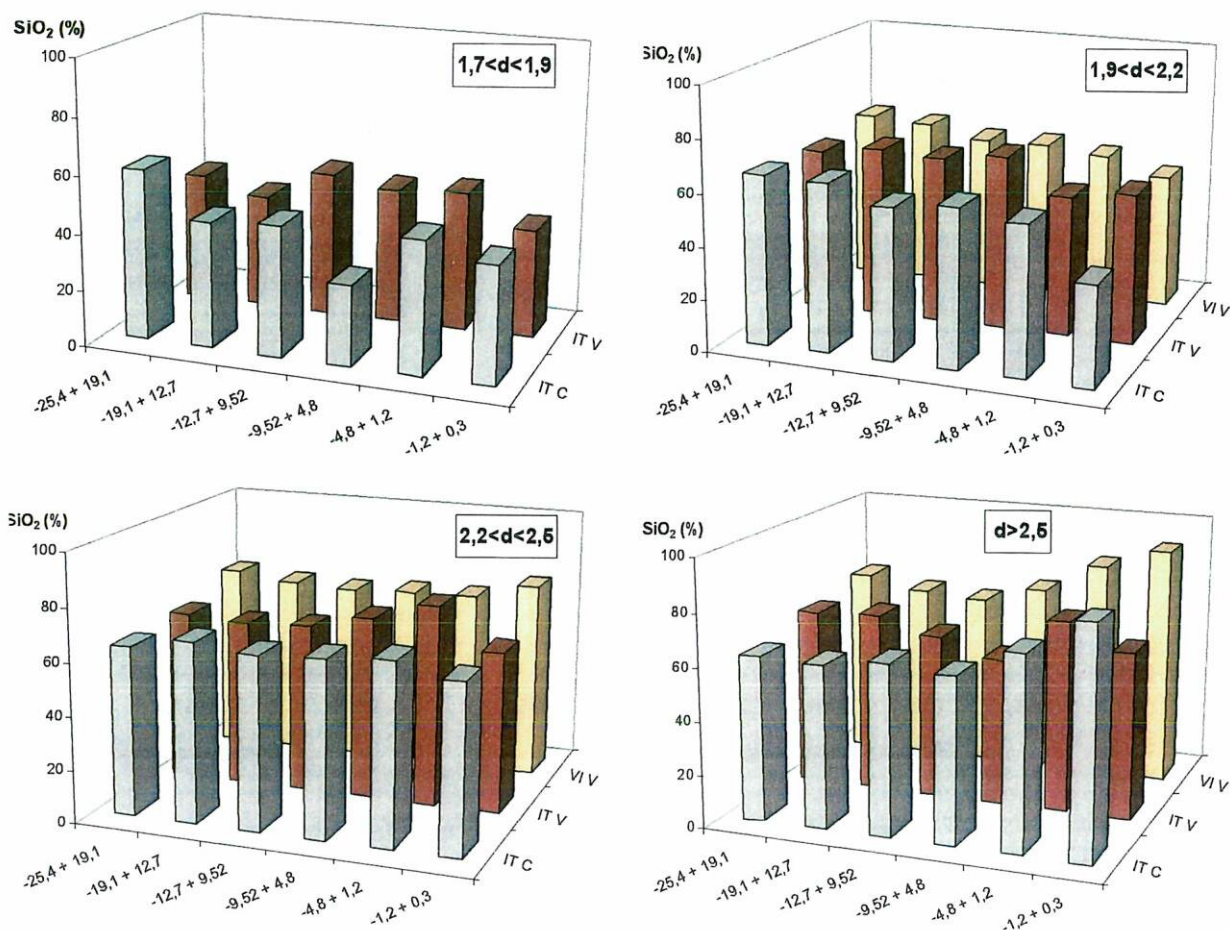 SiO₂ (%)
1,7<d<1,9
100
80
60
40
20
0
-25,4 + 19,1
-19,1 + 12,7
-12,7 + 9,52
-9,52 + 4,8
-4,8 + 1,2
-1,2 + 0,3
IT C
IT V
SiO₂ (%)
1,9<d<2,2
100
80
60
40
20
0
-25,4 + 19,1
-19,1 + 12,7
-12,7 + 9,52
-9,52 + 4,8
-4,8 + 1,2
-1,2 + 0,3
IT C
IT V
VI V
SiO₂ (%)
2,2<d<2,5
100
80
60
40
20
0
-25,4 + 19,1
-19,1 + 12,7
-12,7 + 9,52
-9,52 + 4,8
-4,8 + 1,2
-1,2 + 0,3
IT C
IT V
VI V
SiO₂ (%)
d>2,5
100
80
60
40
20
0
-25,4 + 19,1
-19,1 + 12,7
-12,7 + 9,52
-9,52 + 4,8
-4,8 + 1,2
-1,2 + 0,3
IT C
IT V
VI V